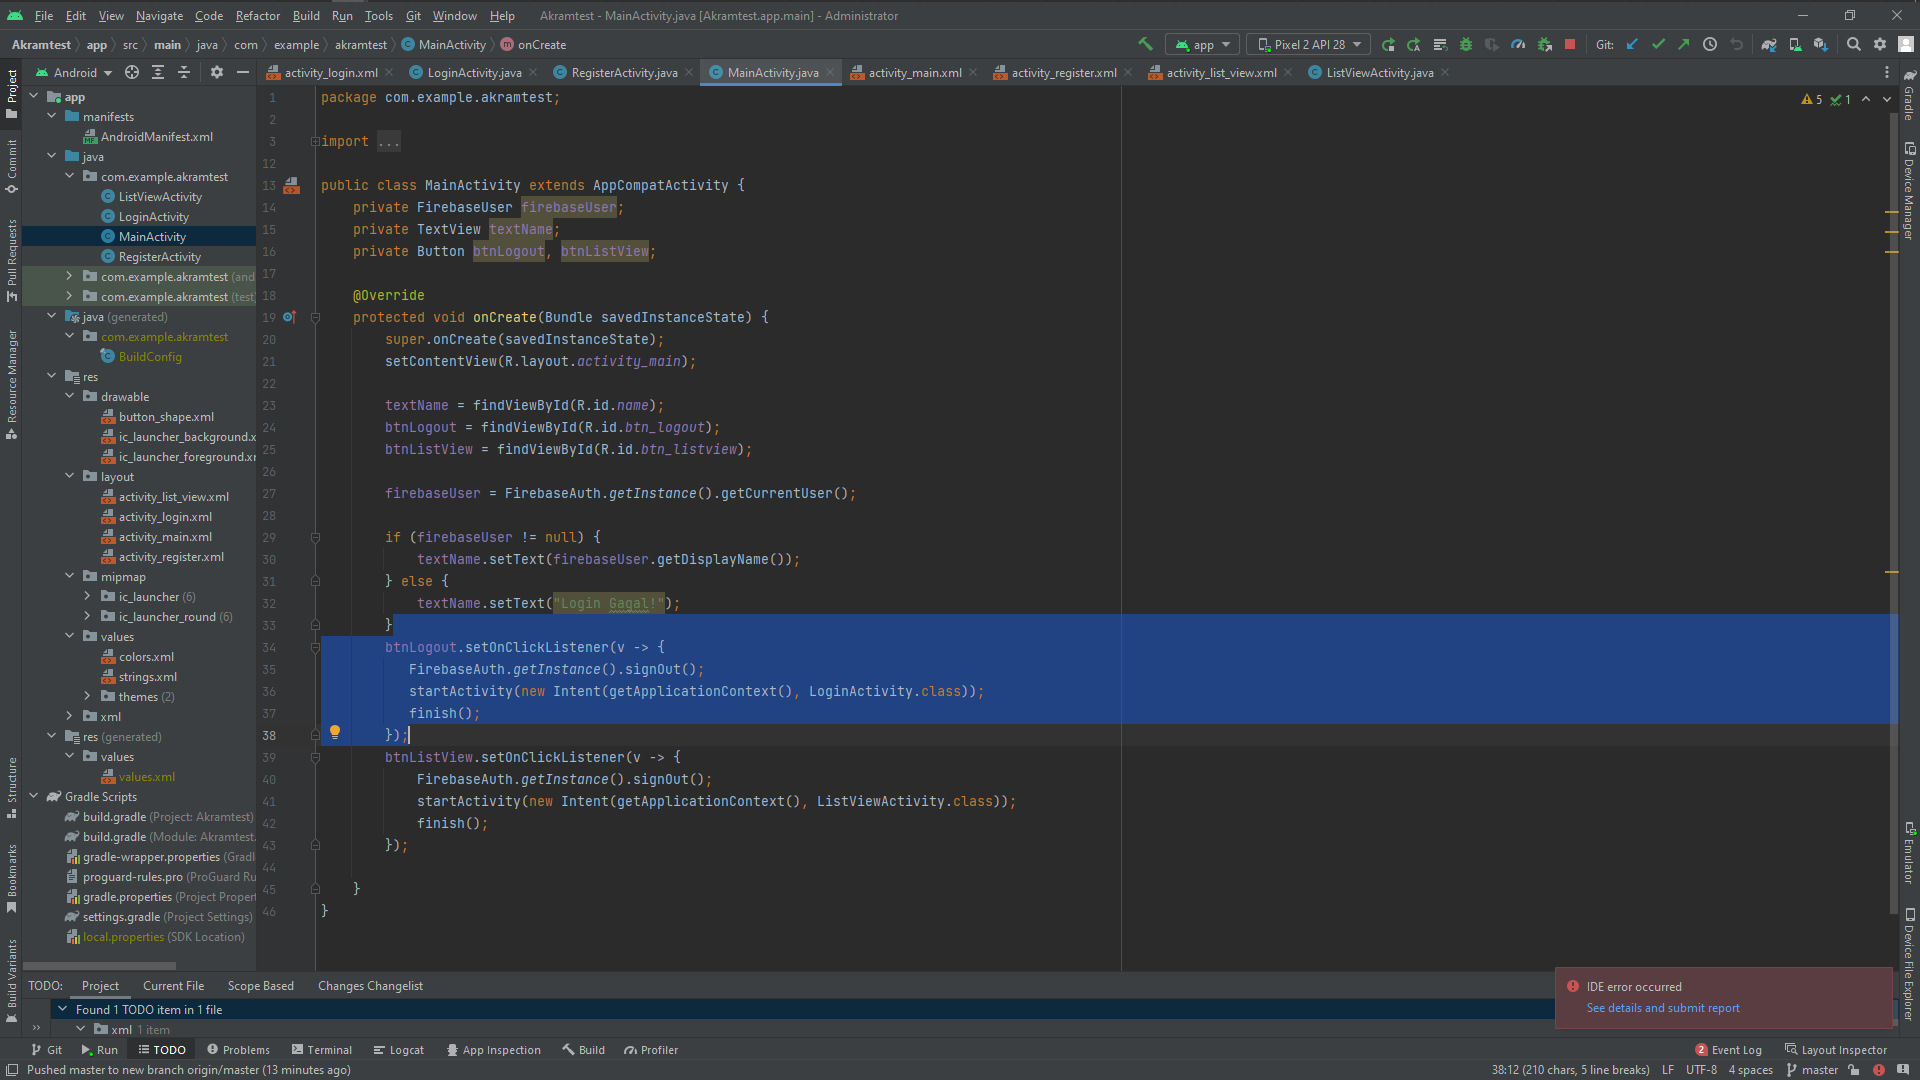 File Edit View Navigate Code Refactor Build Run Tools Git Window Help Akramtest - MainActivity.java [Akramtest.app.main] - Administrator
Akramtest app src main java com example akramtest MainActivity onCreate app Pixel 2 API 28 Git:
Android
activity_login.xml LoginActivity.java RegisterActivity.java MainActivity.java activity_main.xml activity_register.xml activity_list_view.xml ListViewActivity.java
Project
Commit
Pull Requests
Resource Manager
Structure
Bookmarks
Build Variants
app
manifests
AndroidManifest.xml
java
com.example.akramtest
ListViewActivity
LoginActivity
MainActivity
RegisterActivity
com.example.akramtest (and
com.example.akramtest (test
java (generated)
com.example.akramtest
BuildConfig
res
drawable
button_shape.xml
ic_launcher_background.x
ic_launcher_foreground.xr
layout
activity_list_view.xml
activity_login.xml
activity_main.xml
activity_register.xml
mipmap
ic_launcher (6)
ic_launcher_round (6)
values
colors.xml
strings.xml
themes (2)
xml
res (generated)
values
values.xml
Gradle Scripts
build.gradle (Project: Akramtest)
build.gradle (Module: Akramtest.
gradle-wrapper.properties (Gradl
proguard-rules.pro (ProGuard Ru
gradle.properties (Project Propert
settings.gradle (Project Settings)
local.properties (SDK Location)
1 package com.example.akramtest;
2
3 import ...
12
13 public class MainActivity extends AppCompatActivity {
14 private FirebaseUser firebaseUser;
15 private TextView textName;
16 private Button btnLogout, btnListView;
17
18 @Override
19 protected void onCreate(Bundle savedInstanceState) {
20 super.onCreate(savedInstanceState);
21 setContentView(R.layout.activity_main);
22
23 textName = findViewById(R.id.name);
24 btnLogout = findViewById(R.id.btn_logout);
25 btnListView = findViewById(R.id.btn_listview);
26
27 firebaseUser = FirebaseAuth.getInstance().getCurrentUser();
28
29 if (firebaseUser != null) {
30 textName.setText(firebaseUser.getDisplayName());
31 } else {
32 textName.setText("Login Gagal!");
33 }
34 btnLogout.setOnClickListener(v -> {
35 FirebaseAuth.getInstance().signOut();
36 startActivity(new Intent(getApplicationContext(), LoginActivity.class));
37 finish();
38 });
39 btnListView.setOnClickListener(v -> {
40 FirebaseAuth.getInstance().signOut();
41 startActivity(new Intent(getApplicationContext(), ListViewActivity.class));
42 finish();
43 });
44
45 }
46 }
5 1
Gradle
Device Manager
Emulator
Device File Explorer
TODO: Project Current File Scope Based Changes Changelist
Found 1 TODO item in 1 file
xml 1 item
IDE error occurred
See details and submit report
Git Run TODO Problems Terminal Logcat App Inspection Build Profiler 2 Event Log Layout Inspector
Pushed master to new branch origin/master (13 minutes ago) 38:12 (210 chars, 5 line breaks) LF UTF-8 4 spaces master